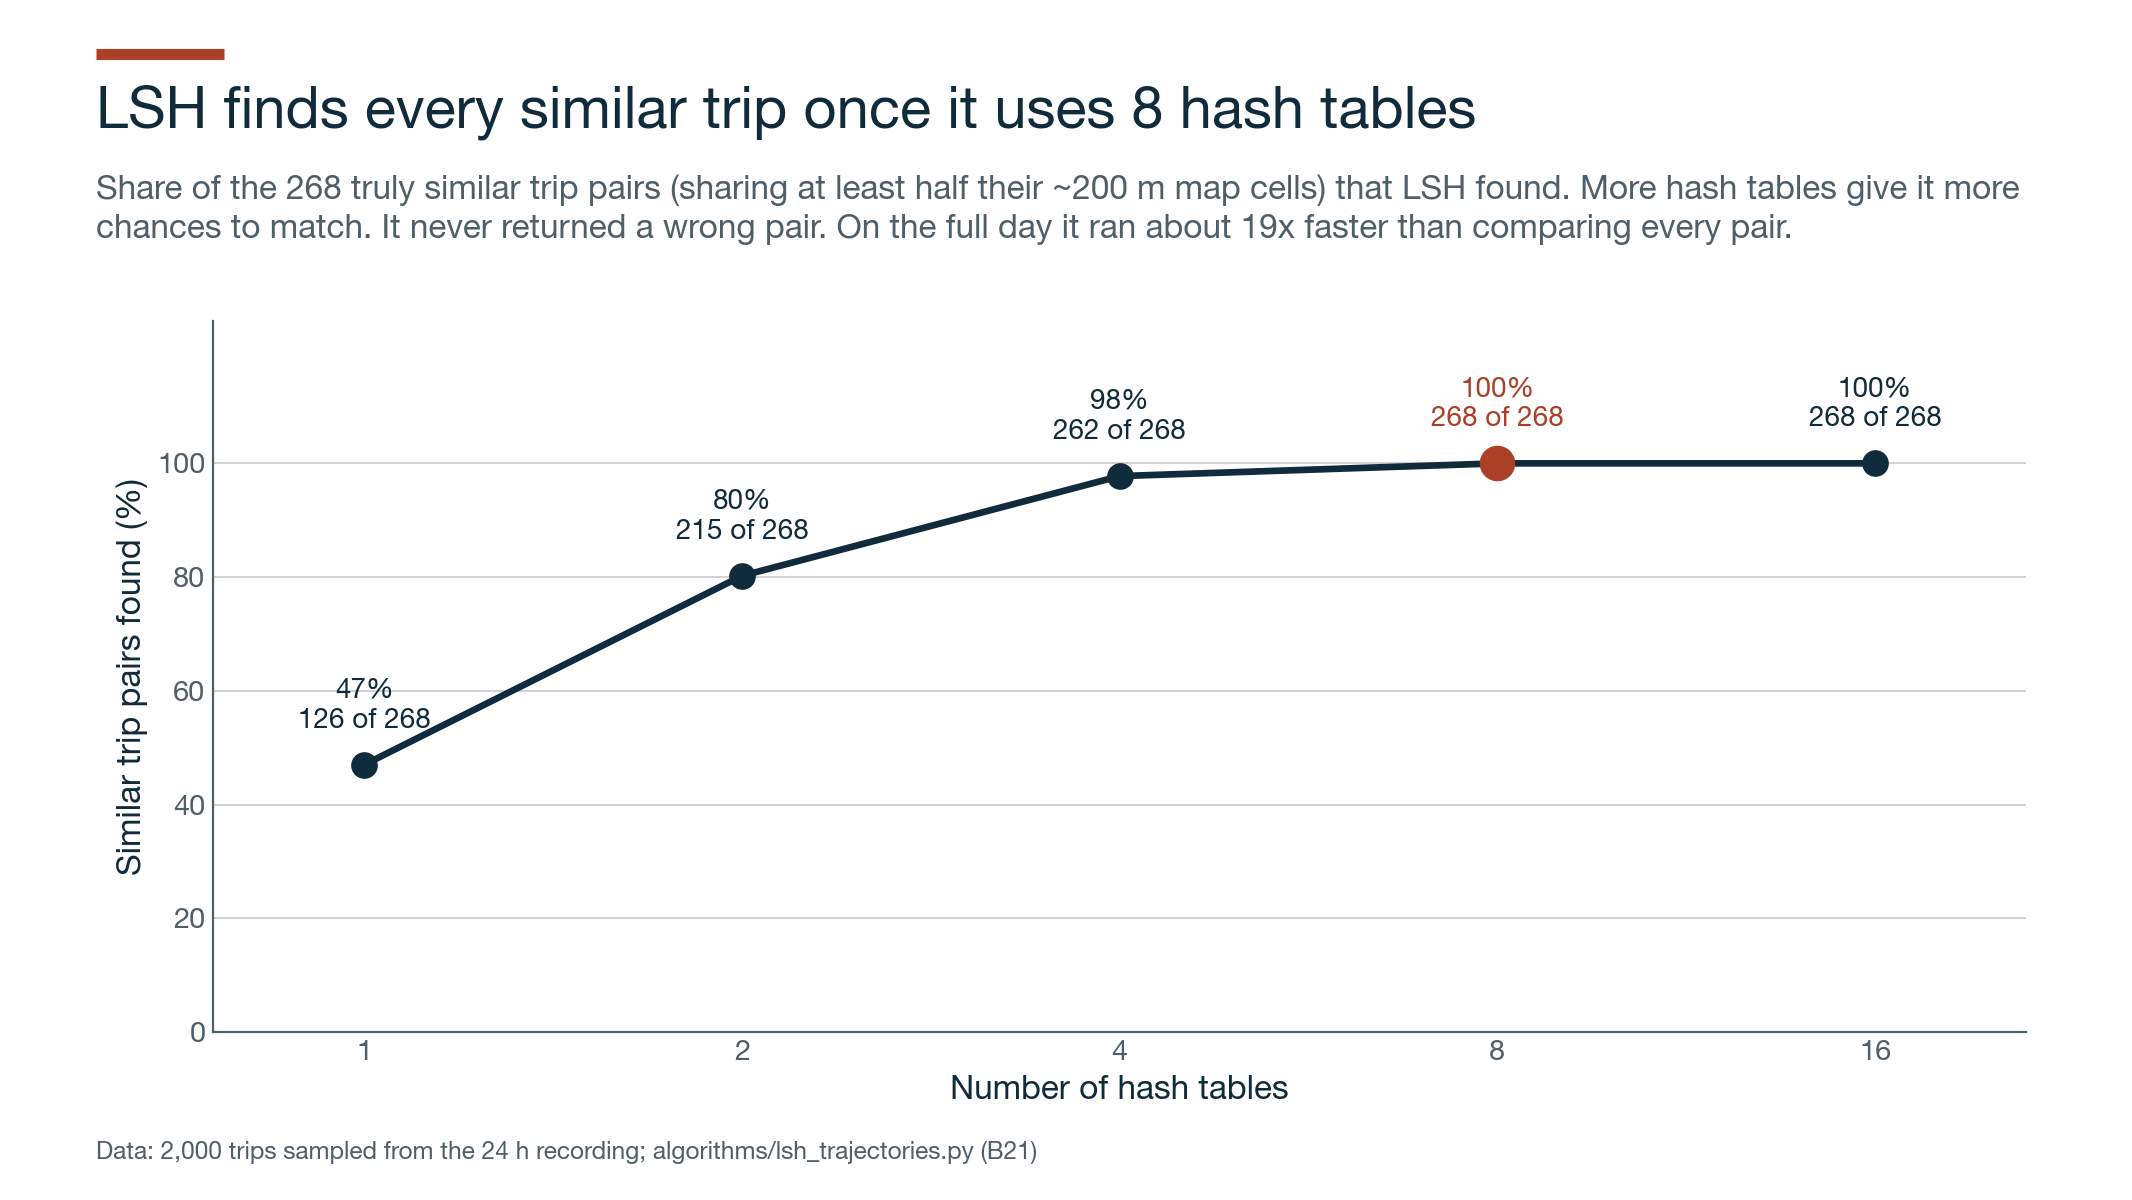 LSH finds every similar trip once it uses 8 hash tables
Share of the 268 truly similar trip pairs (sharing at least half their ~200 m map cells) that LSH found. More hash tables give it more
chances to match. It never returned a wrong pair. On the full day it ran about 19x faster than comparing every pair.
Similar trip pairs found (%)
100
80
60
40
20
0
47%
126 of 268
80%
215 of 268
98%
262 of 268
100%
268 of 268
100%
268 of 268
1
2
4
8
16
Number of hash tables
Data: 2,000 trips sampled from the 24 h recording; algorithms/lsh_trajectories.py (B21)